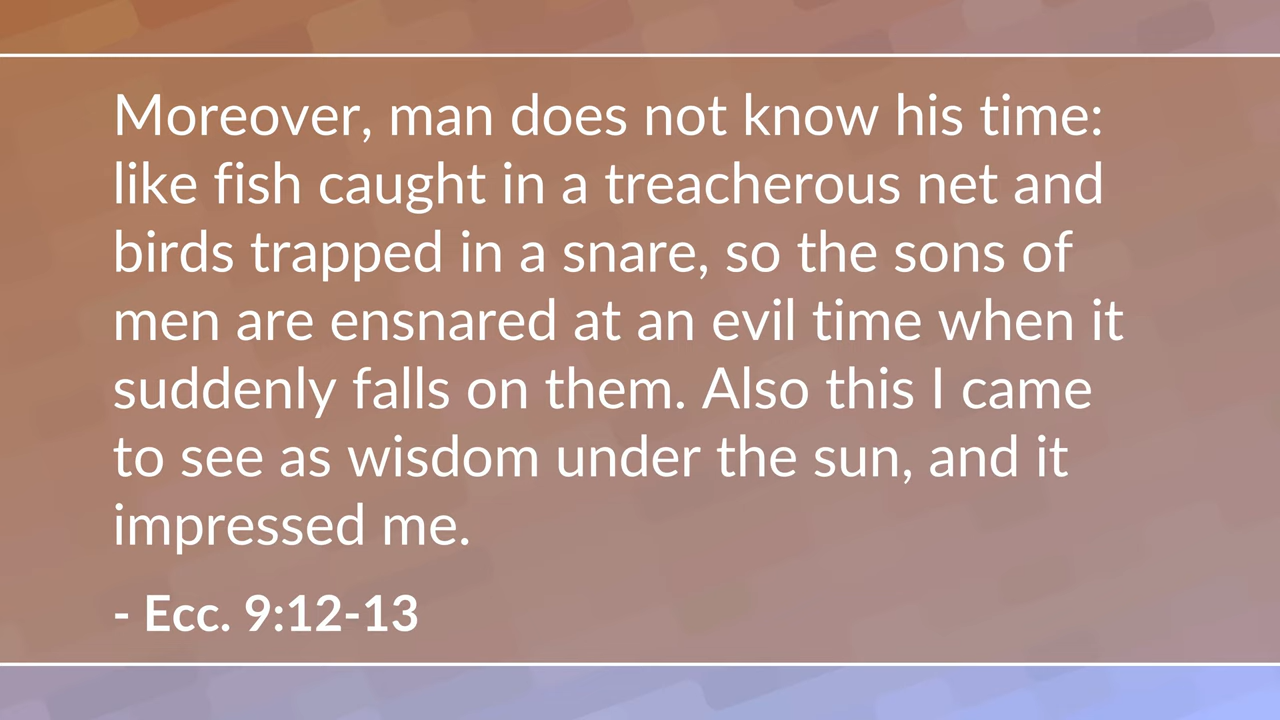 Moreover, man does not know his time:
like fish caught in a treacherous net and
birds trapped in a snare, so the sons of
men are ensnared at an evil time when it
suddenly falls on them. Also this I came
to see as wisdom under the sun, and it
impressed me.
- Ecc. 9:12-13